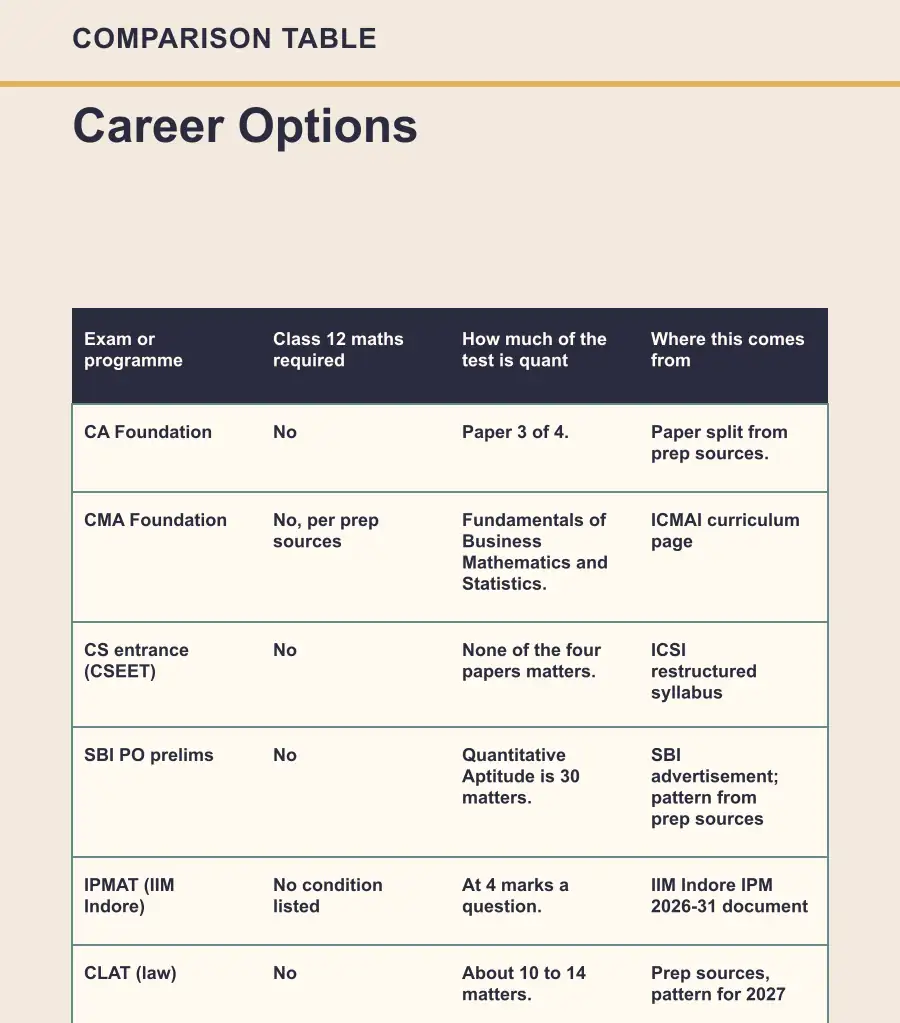 COMPARISON TABLE
Career Options
Exam or
programme
Class 12 maths
required
How much of the
test is quant
Where this comes
from
CA Foundation
No
Paper 3 of 4.
Paper split from
prep sources.
CMA Foundation
No, per prep
sources
Fundamentals of
Business
Mathematics and
Statistics.
ICMAI curriculum
page
CS entrance
(CSEET)
No
None of the four
papers matters.
ICSI
restructured
syllabus
SBI PO prelims
No
Quantitative
Aptitude is 30
matters.
SBI
advertisement;
pattern from
prep sources
IPMAT (IIM
Indore)
No condition
listed
At 4 marks a
question.
IIM Indore IPM
2026-31 document
CLAT (law)
No
About 10 to 14
matters.
Prep sources,
pattern for 2027